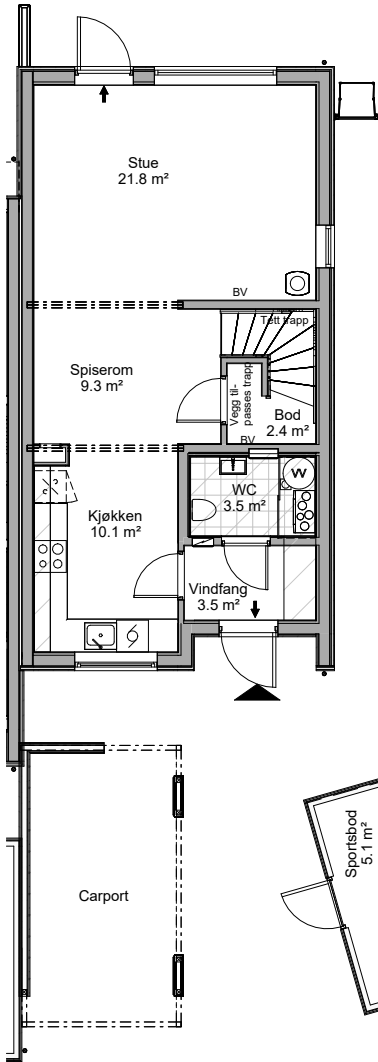 Stue
21.8 m²
BV
Tett trapp
Spiserom
9.3 m²
Vegg til-
passes trapp
Bod
2.4 m²
BV
WC
3.5 m²
VV
Kjøkken
10.1 m²
Vindfang
3.5 m²
Carport
Sportsbod
5.1 m²